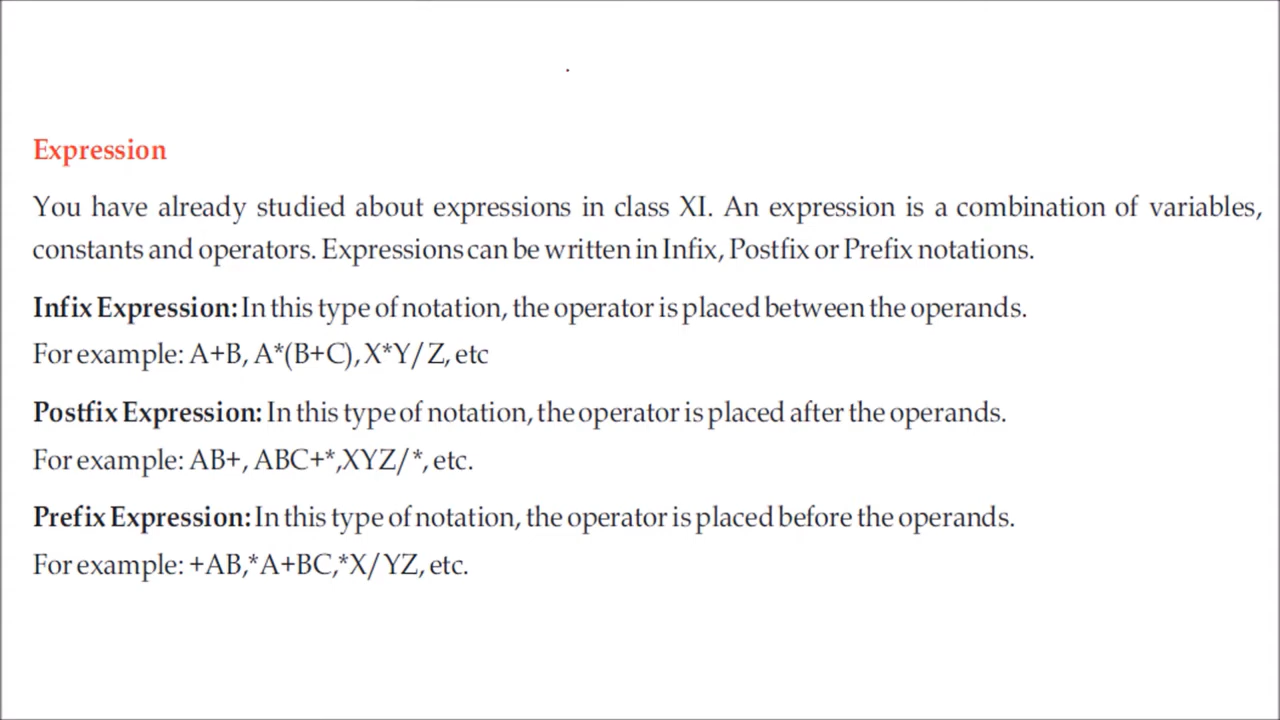 Expression
You have already studied about expressions in class XI. An expression is a combination of variables,
constants and operators. Expressions can be written in Infix, Postfix or Prefix notations.
Infix Expression: In this type of notation, the operator is placed between the operands.
For example: A+B, A*(B+C), X*Y/Z, etc
Postfix Expression: In this type of notation, the operator is placed after the operands.
For example: AB+, ABC+*,XYZ/*, etc.
Prefix Expression: In this type of notation, the operator is placed before the operands.
For example: +AB,*A+BC,*X/YZ, etc.